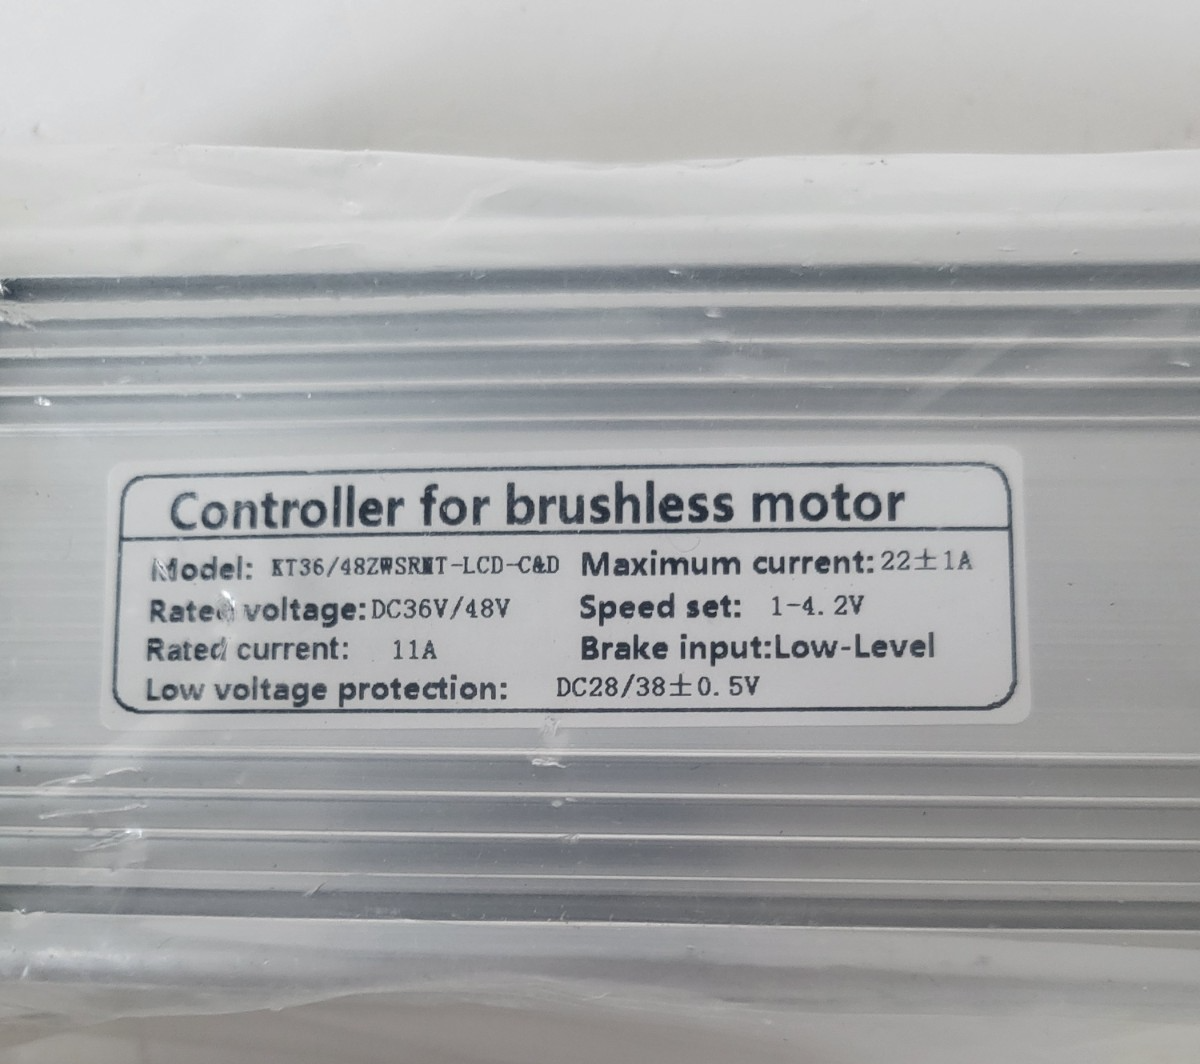 Controller for brushless motor
Model: KT36/48ZWSRMT-LCD-C&D Maximum current:22±1A
Rated voltage:DC36V/48V Speed set: 1-4.2V
Rated current: 11A Brake input:Low-Level
Low voltage protection: DC28/38±0.5V